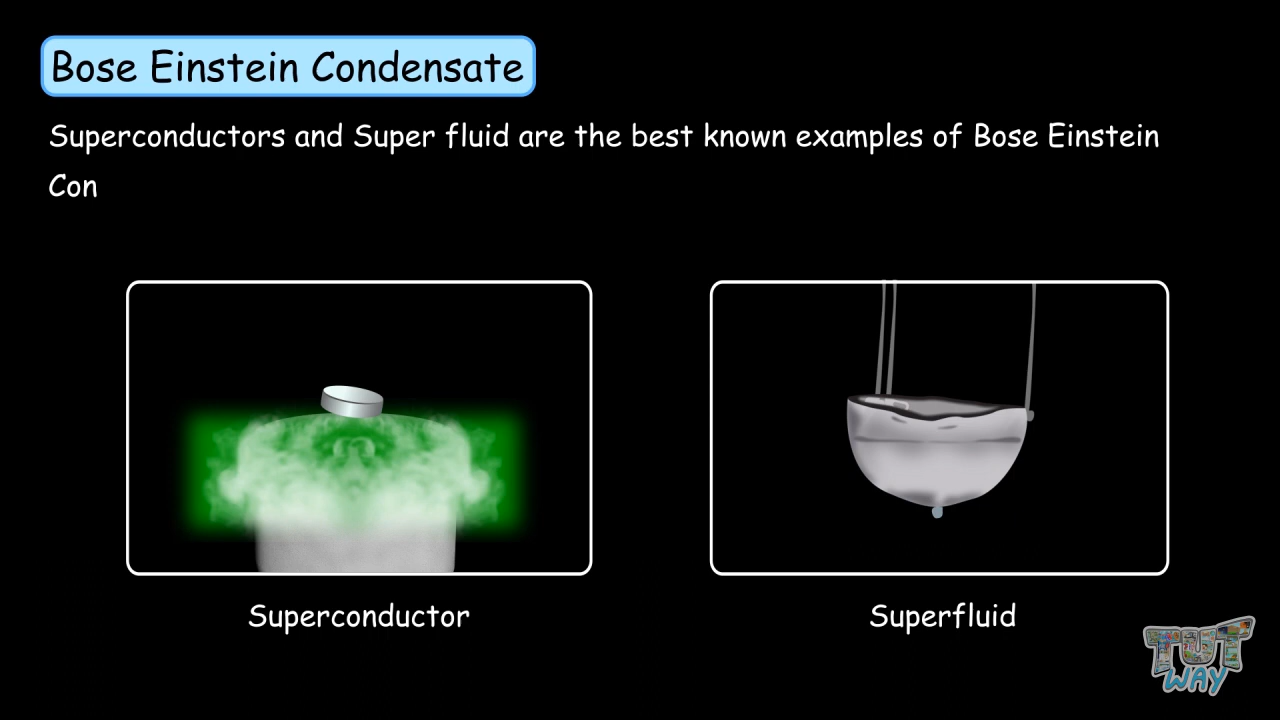 Bose Einstein Condensate
Superconductors and Super fluid are the best known examples of Bose Einstein
Con
Superconductor
Superfluid
TUT
WAY